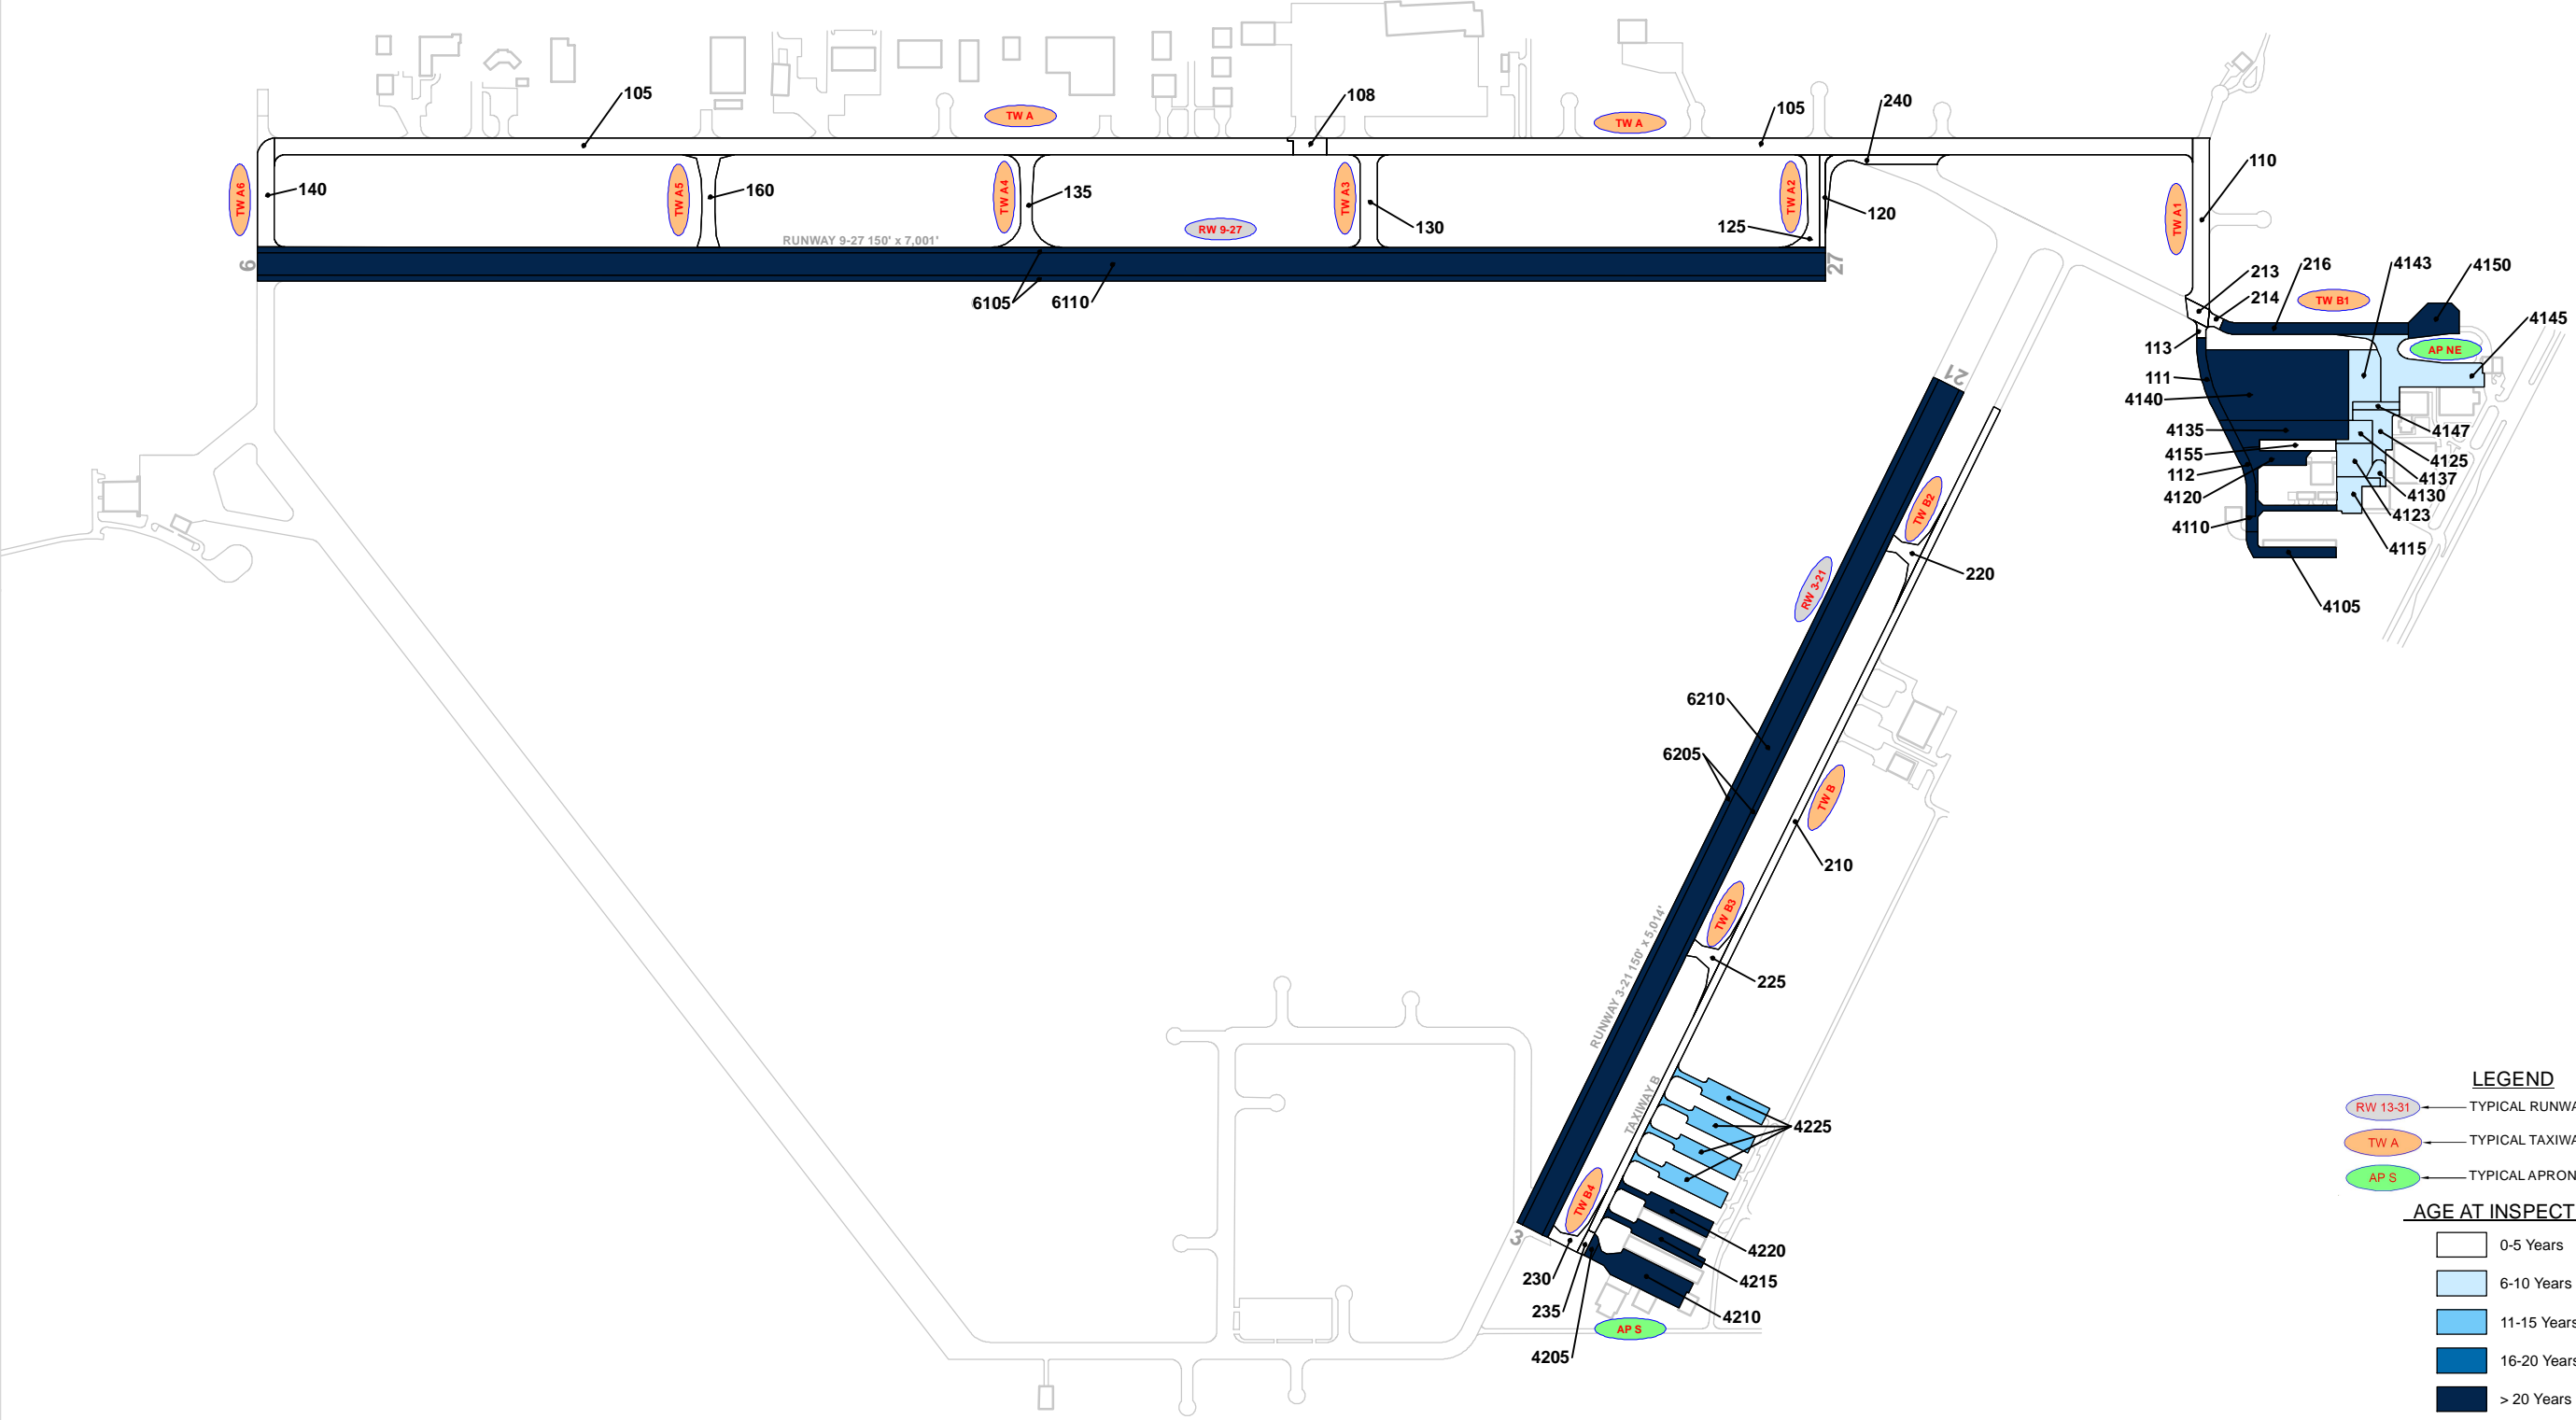 105
TW A
108
TW A
105
240
110
TW A6
140
TW A5
160
TW A4
135
TW A3
130
TW A2
120
125
TW A1
RW 9-27
RUNWAY 9-27 150' x 7,001'
9
27
6105
6110
213
214
216
TW B1
4143
4150
4145
AP NE
113
111
4140
4135
4155
112
4120
4110
4147
4125
4137
4130
4123
4115
4105
21
TW B2
220
RW 3-21
6210
6205
TW B
210
TW B3
225
RUNWAY 3-21 150' x 5,014'
TAXIWAY B
4225
TW B4
3
230
235
4205
4220
4215
4210
AP S
LEGEND
RW 13-31
TYPICAL RUNWA
TW A
TYPICAL TAXIWA
AP S
TYPICAL APRON
AGE AT INSPECT
0-5 Years
6-10 Years
11-15 Years
16-20 Years
> 20 Years